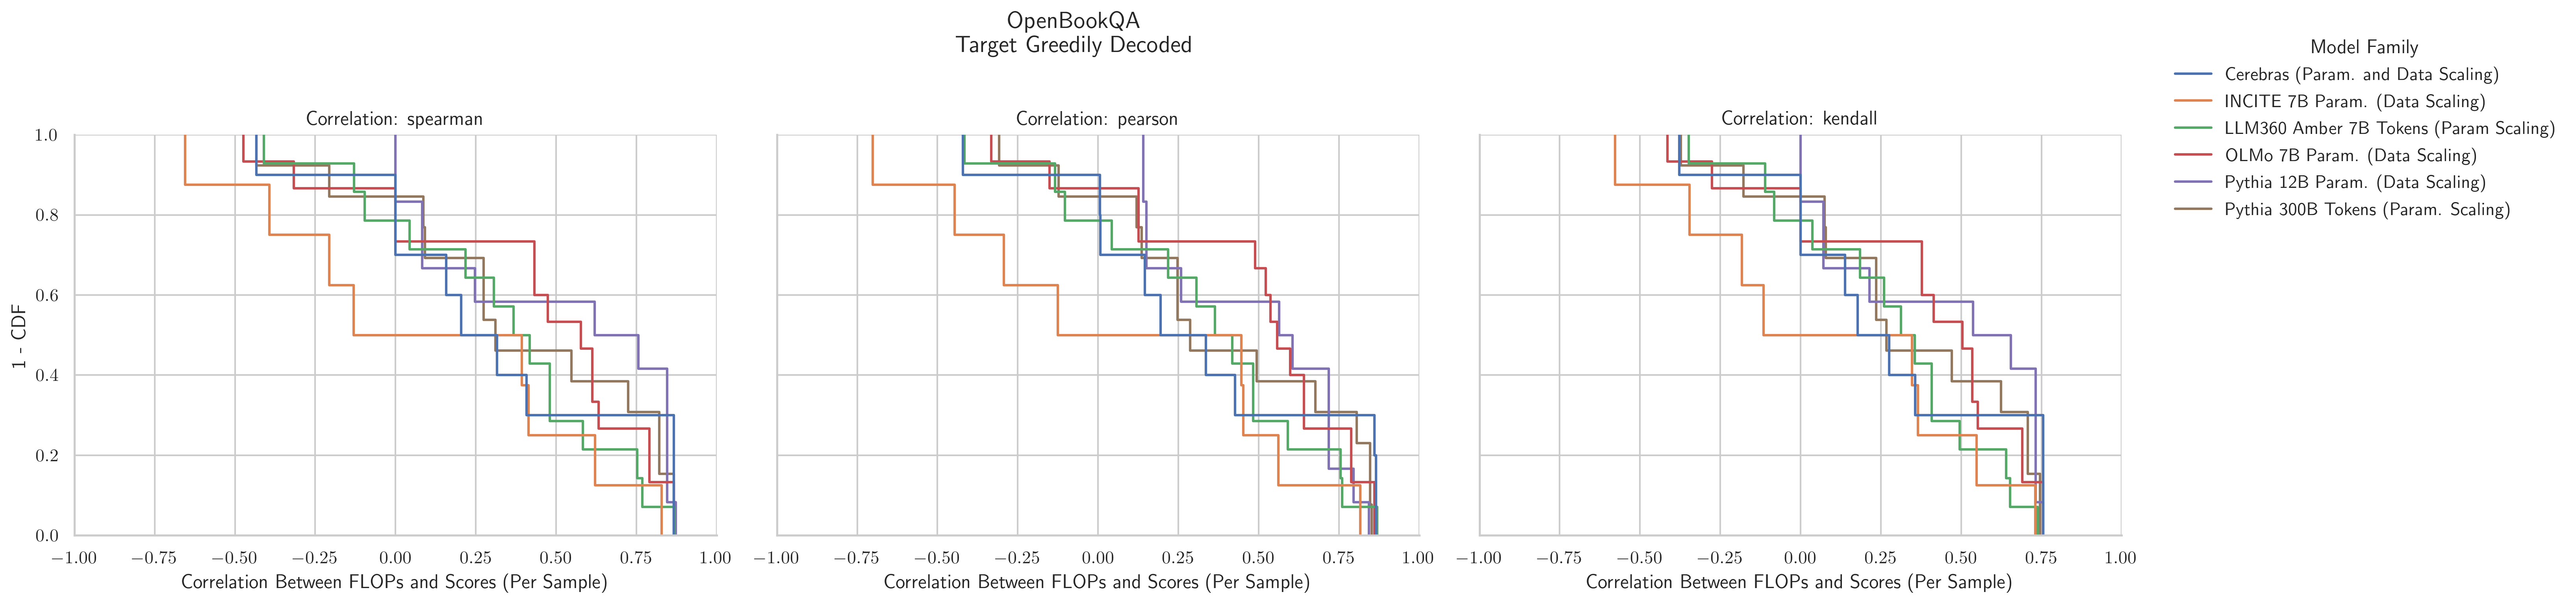 OpenBookQA
Target Greedily Decoded
Model Family
Cerebras (Param. and Data Scaling)
INCITE 7B Param. (Data Scaling)
LLM360 Amber 7B Tokens (Param Scaling)
OLMo 7B Param. (Data Scaling)
Pythia 12B Param. (Data Scaling)
Pythia 300B Tokens (Param. Scaling)
Correlation: spearman
Correlation: pearson
Correlation: kendall
1 - CDF
1.0
0.8
0.6
0.4
0.2
0.0
−1.00 −0.75 −0.50 −0.25 0.00 0.25 0.50 0.75 1.00
−1.00 −0.75 −0.50 −0.25 0.00 0.25 0.50 0.75 1.00
−1.00 −0.75 −0.50 −0.25 0.00 0.25 0.50 0.75 1.00
Correlation Between FLOPs and Scores (Per Sample)
Correlation Between FLOPs and Scores (Per Sample)
Correlation Between FLOPs and Scores (Per Sample)